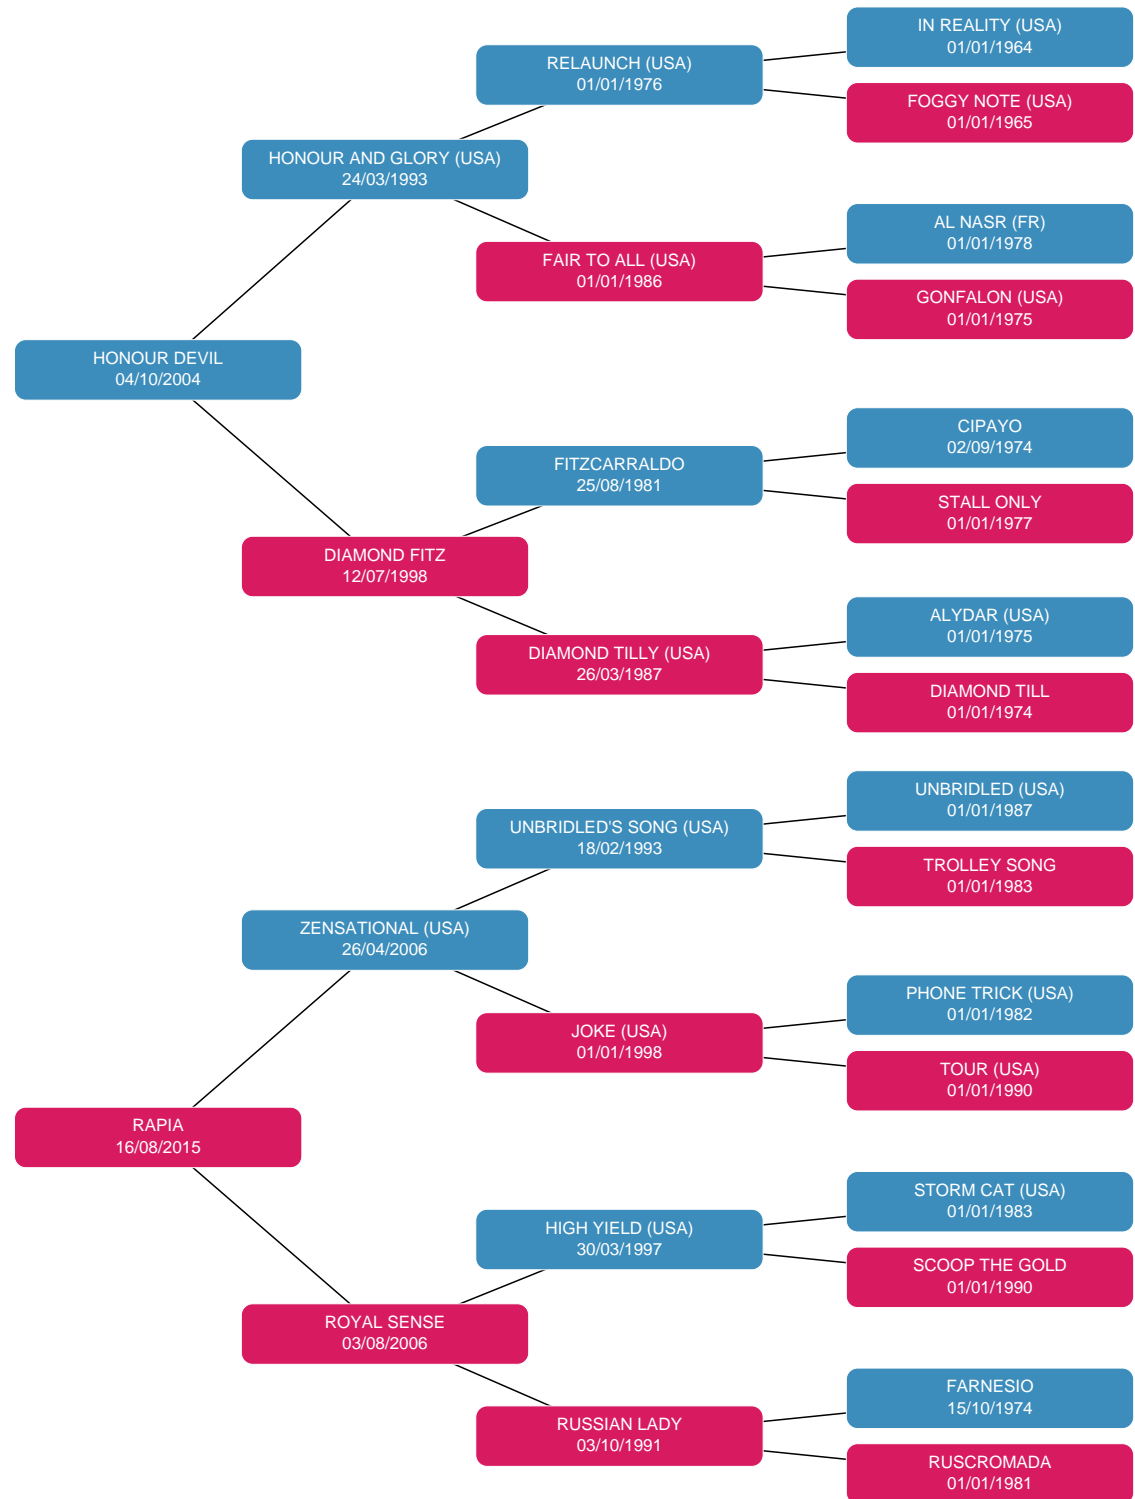 IN REALITY (USA)
01/01/1964
RELAUNCH (USA)
01/01/1976
FOGGY NOTE (USA)
01/01/1965
HONOUR AND GLORY (USA)
24/03/1993
AL NASR (FR)
01/01/1978
FAIR TO ALL (USA)
01/01/1986
GONFALON (USA)
01/01/1975
HONOUR DEVIL
04/10/2004
CIPAYO
02/09/1974
FITZCARRALDO
25/08/1981
STALL ONLY
01/01/1977
DIAMOND FITZ
12/07/1998
ALYDAR (USA)
01/01/1975
DIAMOND TILLY (USA)
26/03/1987
DIAMOND TILL
01/01/1974
UNBRIDLED (USA)
01/01/1987
UNBRIDLED'S SONG (USA)
18/02/1993
TROLLEY SONG
01/01/1983
ZENSATIONAL (USA)
26/04/2006
PHONE TRICK (USA)
01/01/1982
JOKE (USA)
01/01/1998
TOUR (USA)
01/01/1990
RAPIA
16/08/2015
STORM CAT (USA)
01/01/1983
HIGH YIELD (USA)
30/03/1997
SCOOP THE GOLD
01/01/1990
ROYAL SENSE
03/08/2006
FARNESIO
15/10/1974
RUSSIAN LADY
03/10/1991
RUSCROMADA
01/01/1981